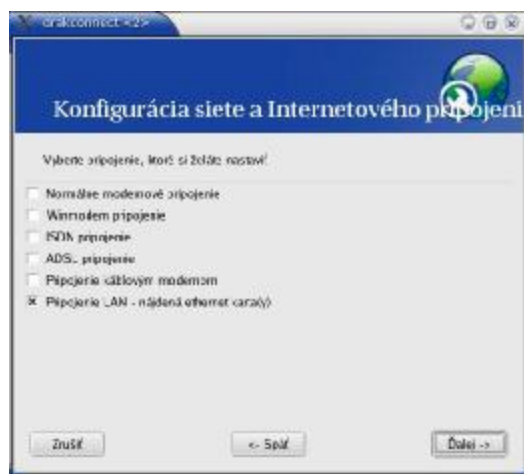 drakconnect <2>
Konfigurácia siete a Internetového pripojeni
Vyberte pripojenie, ktoré si želáte nastaviť
Normálne modemové pripojenie
Winmodem pripojenie
ISDN pripojenie
ADSL pripojenie
Pripojenie káblovým modemom
Pripojenie LAN - nájdená ethernet karta(y)
Zrušiť
<- Späť
Ďalej ->